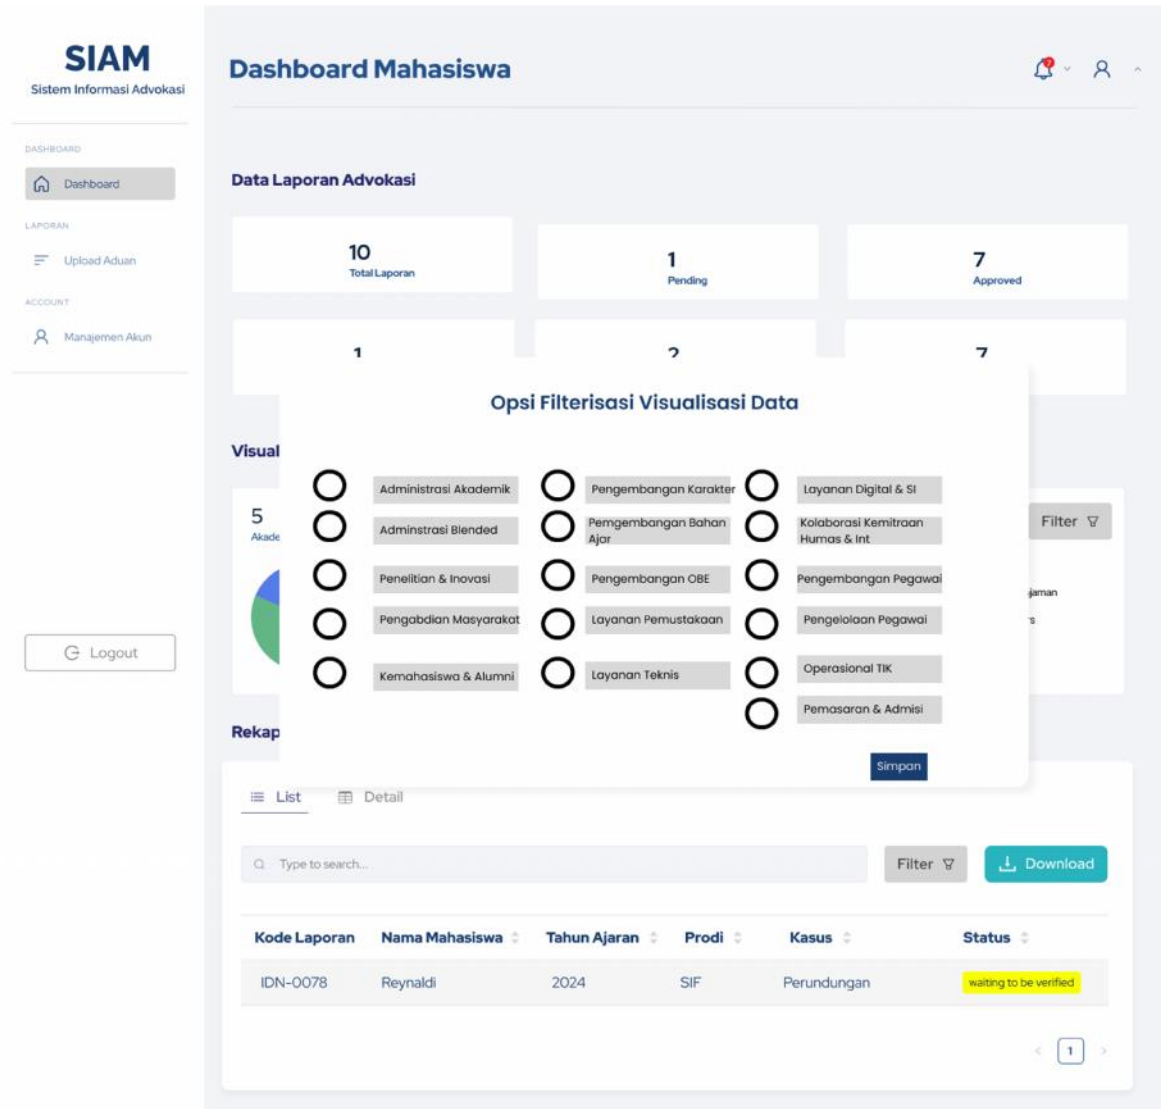 SIAM
Sistem Informasi Advokasi
DASHBOARD
Dashboard
LAPORAN
Upload Aduan
ACCOUNT
Manajemen Akun
Logout
Dashboard Mahasiswa
Data Laporan Advokasi
10
Total Laporan
1
Pending
7
Approved
1
2
7
Opsi Filterisasi Visualisasi Data
Visual
5
Akade
Administrasi Akademik
Pengembangan Karakter
Layanan Digital & SI
Adminstrasi Blended
Pemgembangan Bahan
Ajar
Kolaborasi Kemitraan
Humas & Int
Penelitian & Inovasi
Pengembangan OBE
Pengembangan Pegawai
Pengabdian Masyarakat
Layanan Pemustakaan
Pengelolaan Pegawai
Kemahasiswa & Alumni
Layanan Teknis
Operasional TIK
Pemasaran & Admisi
Simpan
Filter
jaman
rs
Rekap
List
Detail
Type to search...
Filter
Download
Kode Laporan Nama Mahasiswa Tahun Ajaran Prodi Kasus Status
IDN-0078 Reynaldi 2024 SIF Perundungan waiting to be verified
< 1 >